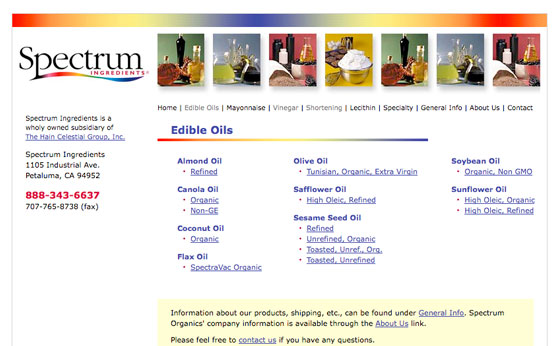 Spectrum
INGREDIENTS
Home | Edible Oils | Mayonnaise | Vinegar | Shortening | Lecithin | Specialty | General Info | About Us | Contact
Spectrum Ingredients is a
wholly owned subsidiary of
The Hain Celestial Group, Inc.
Spectrum Ingredients
1105 Industrial Ave.
Petaluma, CA 94952
888-343-6637
707-765-8738 (fax)
Edible Oils
Almond Oil
• Refined
Canola Oil
• Organic
• Non-GE
Coconut Oil
• Organic
Flax Oil
• SpectraVac Organic
Olive Oil
• Tunisian, Organic, Extra Virgin
Safflower Oil
• High Oleic, Refined
Sesame Seed Oil
• Refined
• Unrefined, Organic
• Toasted, Unref., Org.
• Toasted, Unrefined
Soybean Oil
• Organic, Non GMO
Sunflower Oil
• High Oleic, Organic
• High Oleic, Refined
Information about our products, shipping, etc., can be found under General Info. Spectrum
Organics' company information is available through the About Us link.
Please feel free to contact us if you have any questions.